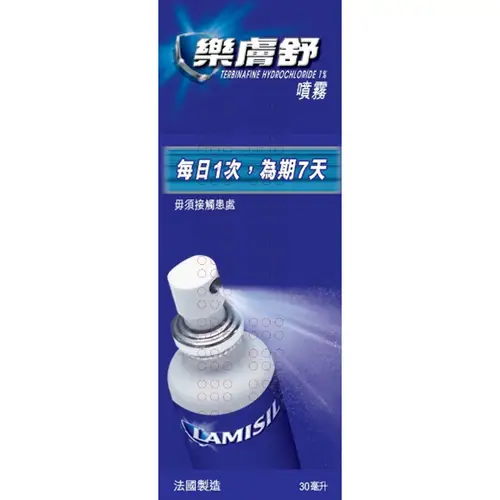 樂膚舒
TERBINAFINE HYDROCHLORIDE 1%
噴霧
每日1次，為期7天
毋須接觸患處
LAMISIL
法國製造
30毫升